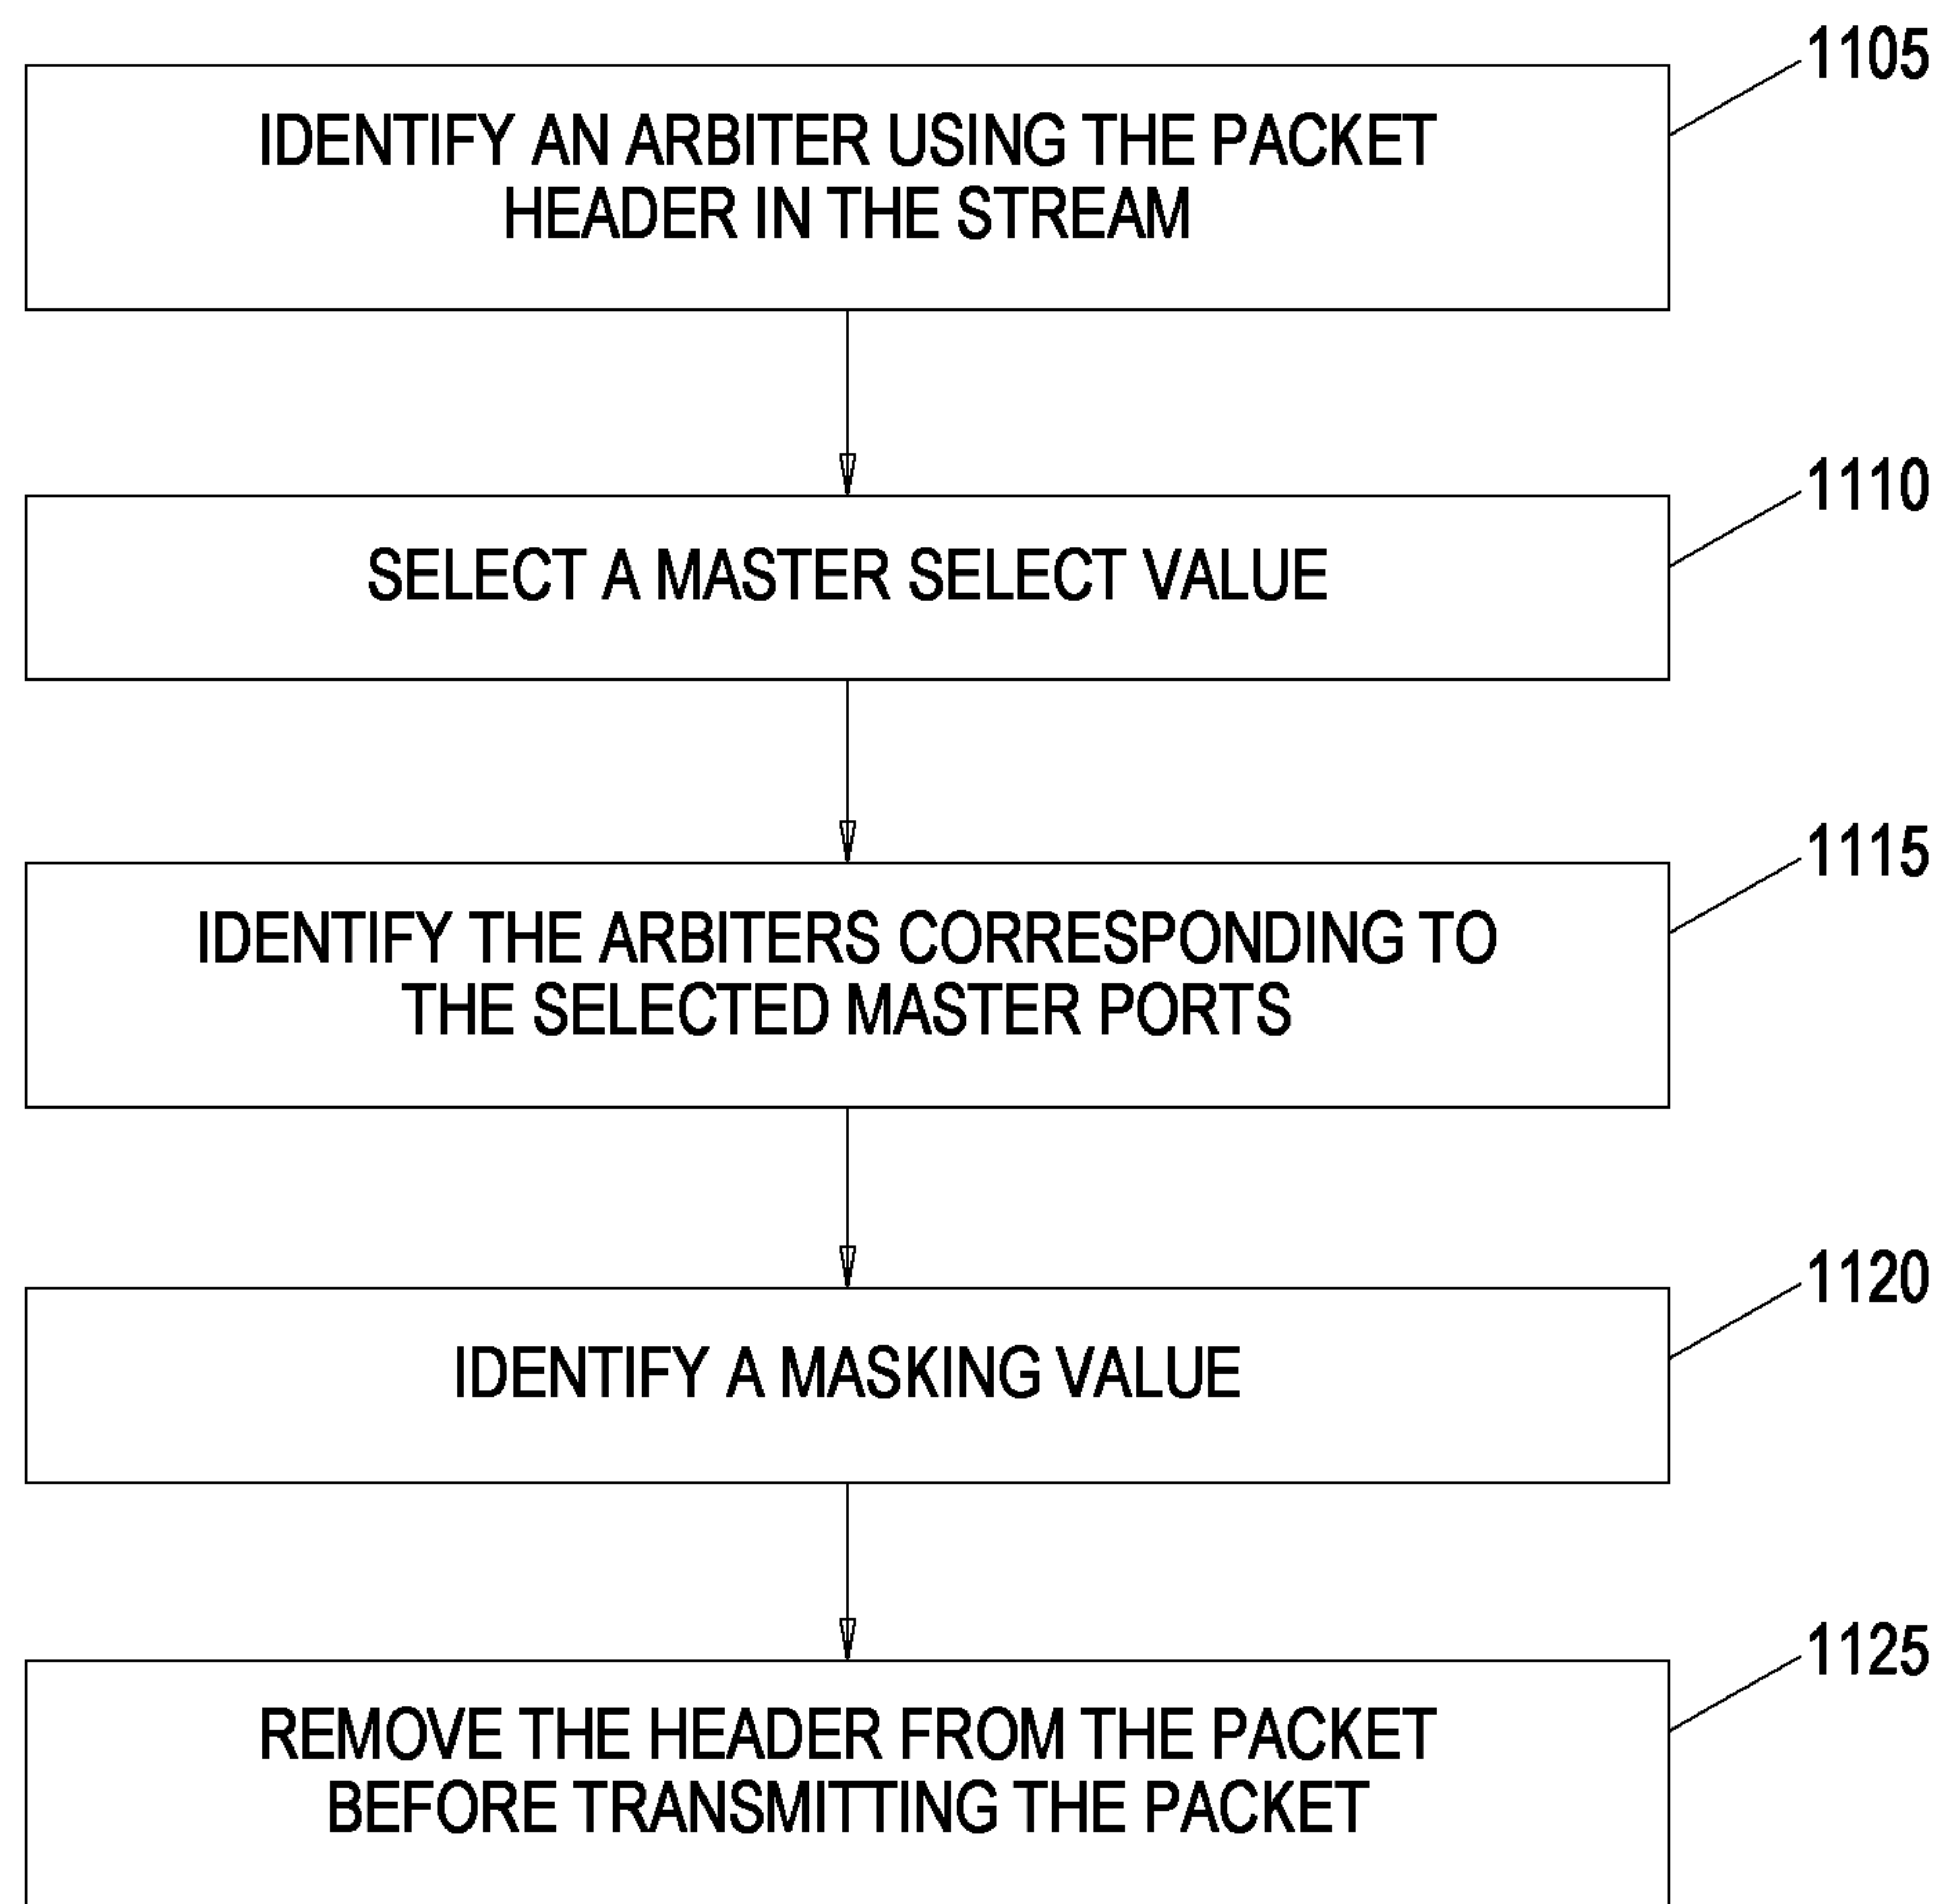 1105
IDENTIFY AN ARBITER USING THE PACKET
HEADER IN THE STREAM
1110
SELECT A MASTER SELECT VALUE
1115
IDENTIFY THE ARBITERS CORRESPONDING TO
THE SELECTED MASTER PORTS
1120
IDENTIFY A MASKING VALUE
1125
REMOVE THE HEADER FROM THE PACKET
BEFORE TRANSMITTING THE PACKET